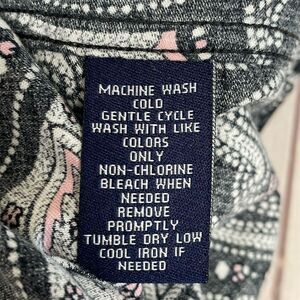 MACHINE WASH
COLD
GENTLE CYCLE
WASH WITH LIKE
COLORS
ONLY
NON-CHLORINE
BLEACH WHEN
NEEDED
REMOVE
PROMPTLY
TUMBLE DRY LOW
COOL IRON IF
NEEDED